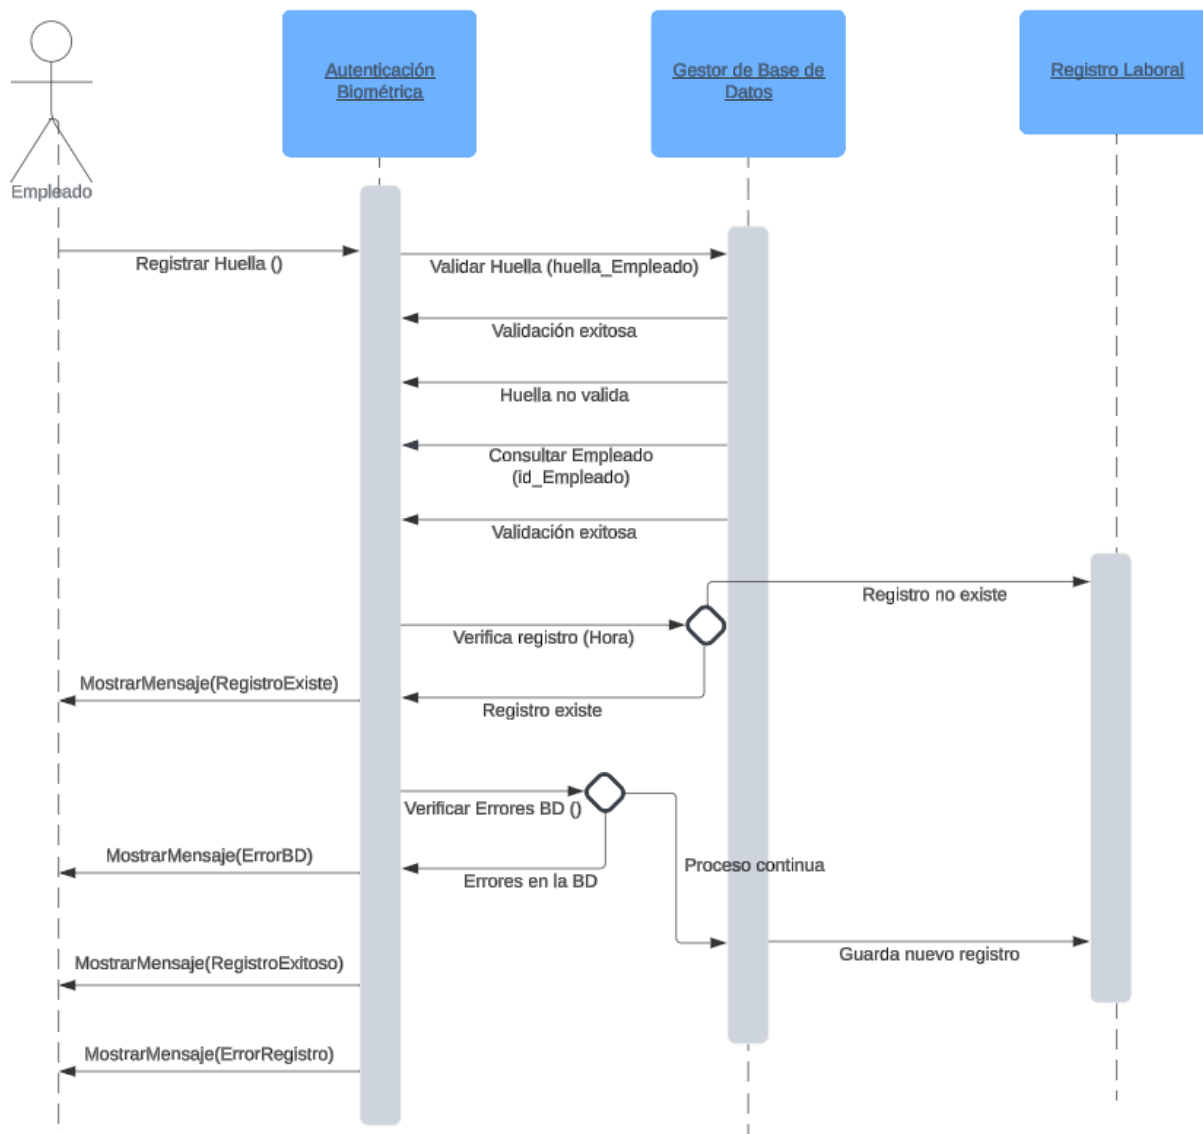 Autenticación
Biométrica
Gestor de Base de
Datos
Registro Laboral
Empleado
Registrar Huella ()
Validar Huella (huella_Empleado)
Validación exitosa
Huella no valida
Consultar Empleado
(id_Empleado)
Validación exitosa
Registro no existe
Verifica registro (Hora)
MostrarMensaje(RegistroExiste)
Registro existe
Verificar Errores BD ()
MostrarMensaje(ErrorBD)
Proceso continua
Errores en la BD
Guarda nuevo registro
MostrarMensaje(RegistroExitoso)
MostrarMensaje(ErrorRegistro)